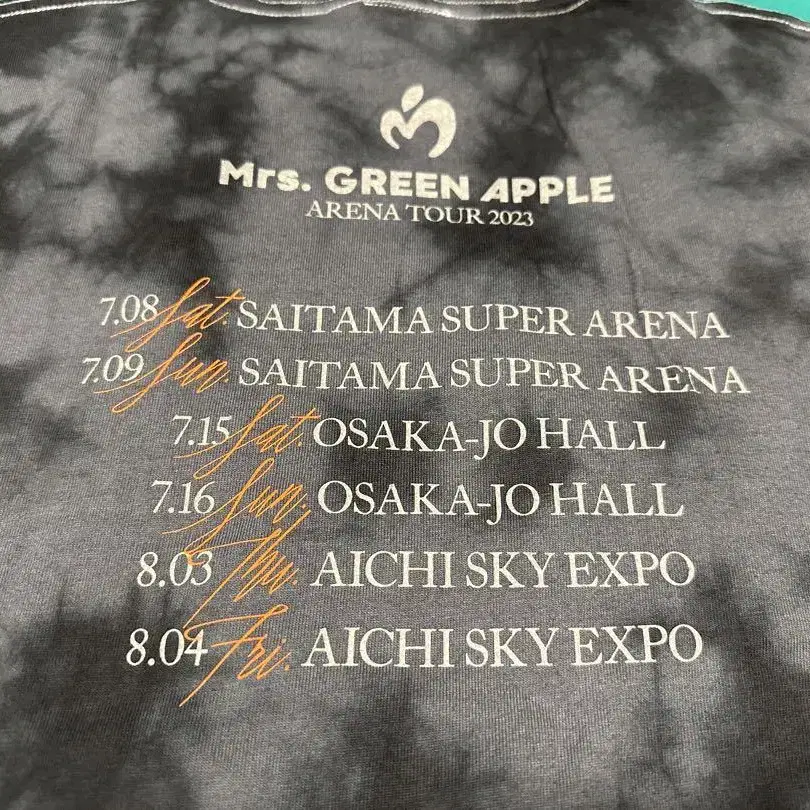 Mrs. GREEN APPLE
ARENA TOUR 2023
7.08 Sat. SAITAMA SUPER ARENA
7.09 Sun. SAITAMA SUPER ARENA
7.15 Sat. OSAKA-JO HALL
7.16 Sun. OSAKA-JO HALL
8.03 Thu. AICHI SKY EXPO
8.04 Fri. AICHI SKY EXPO